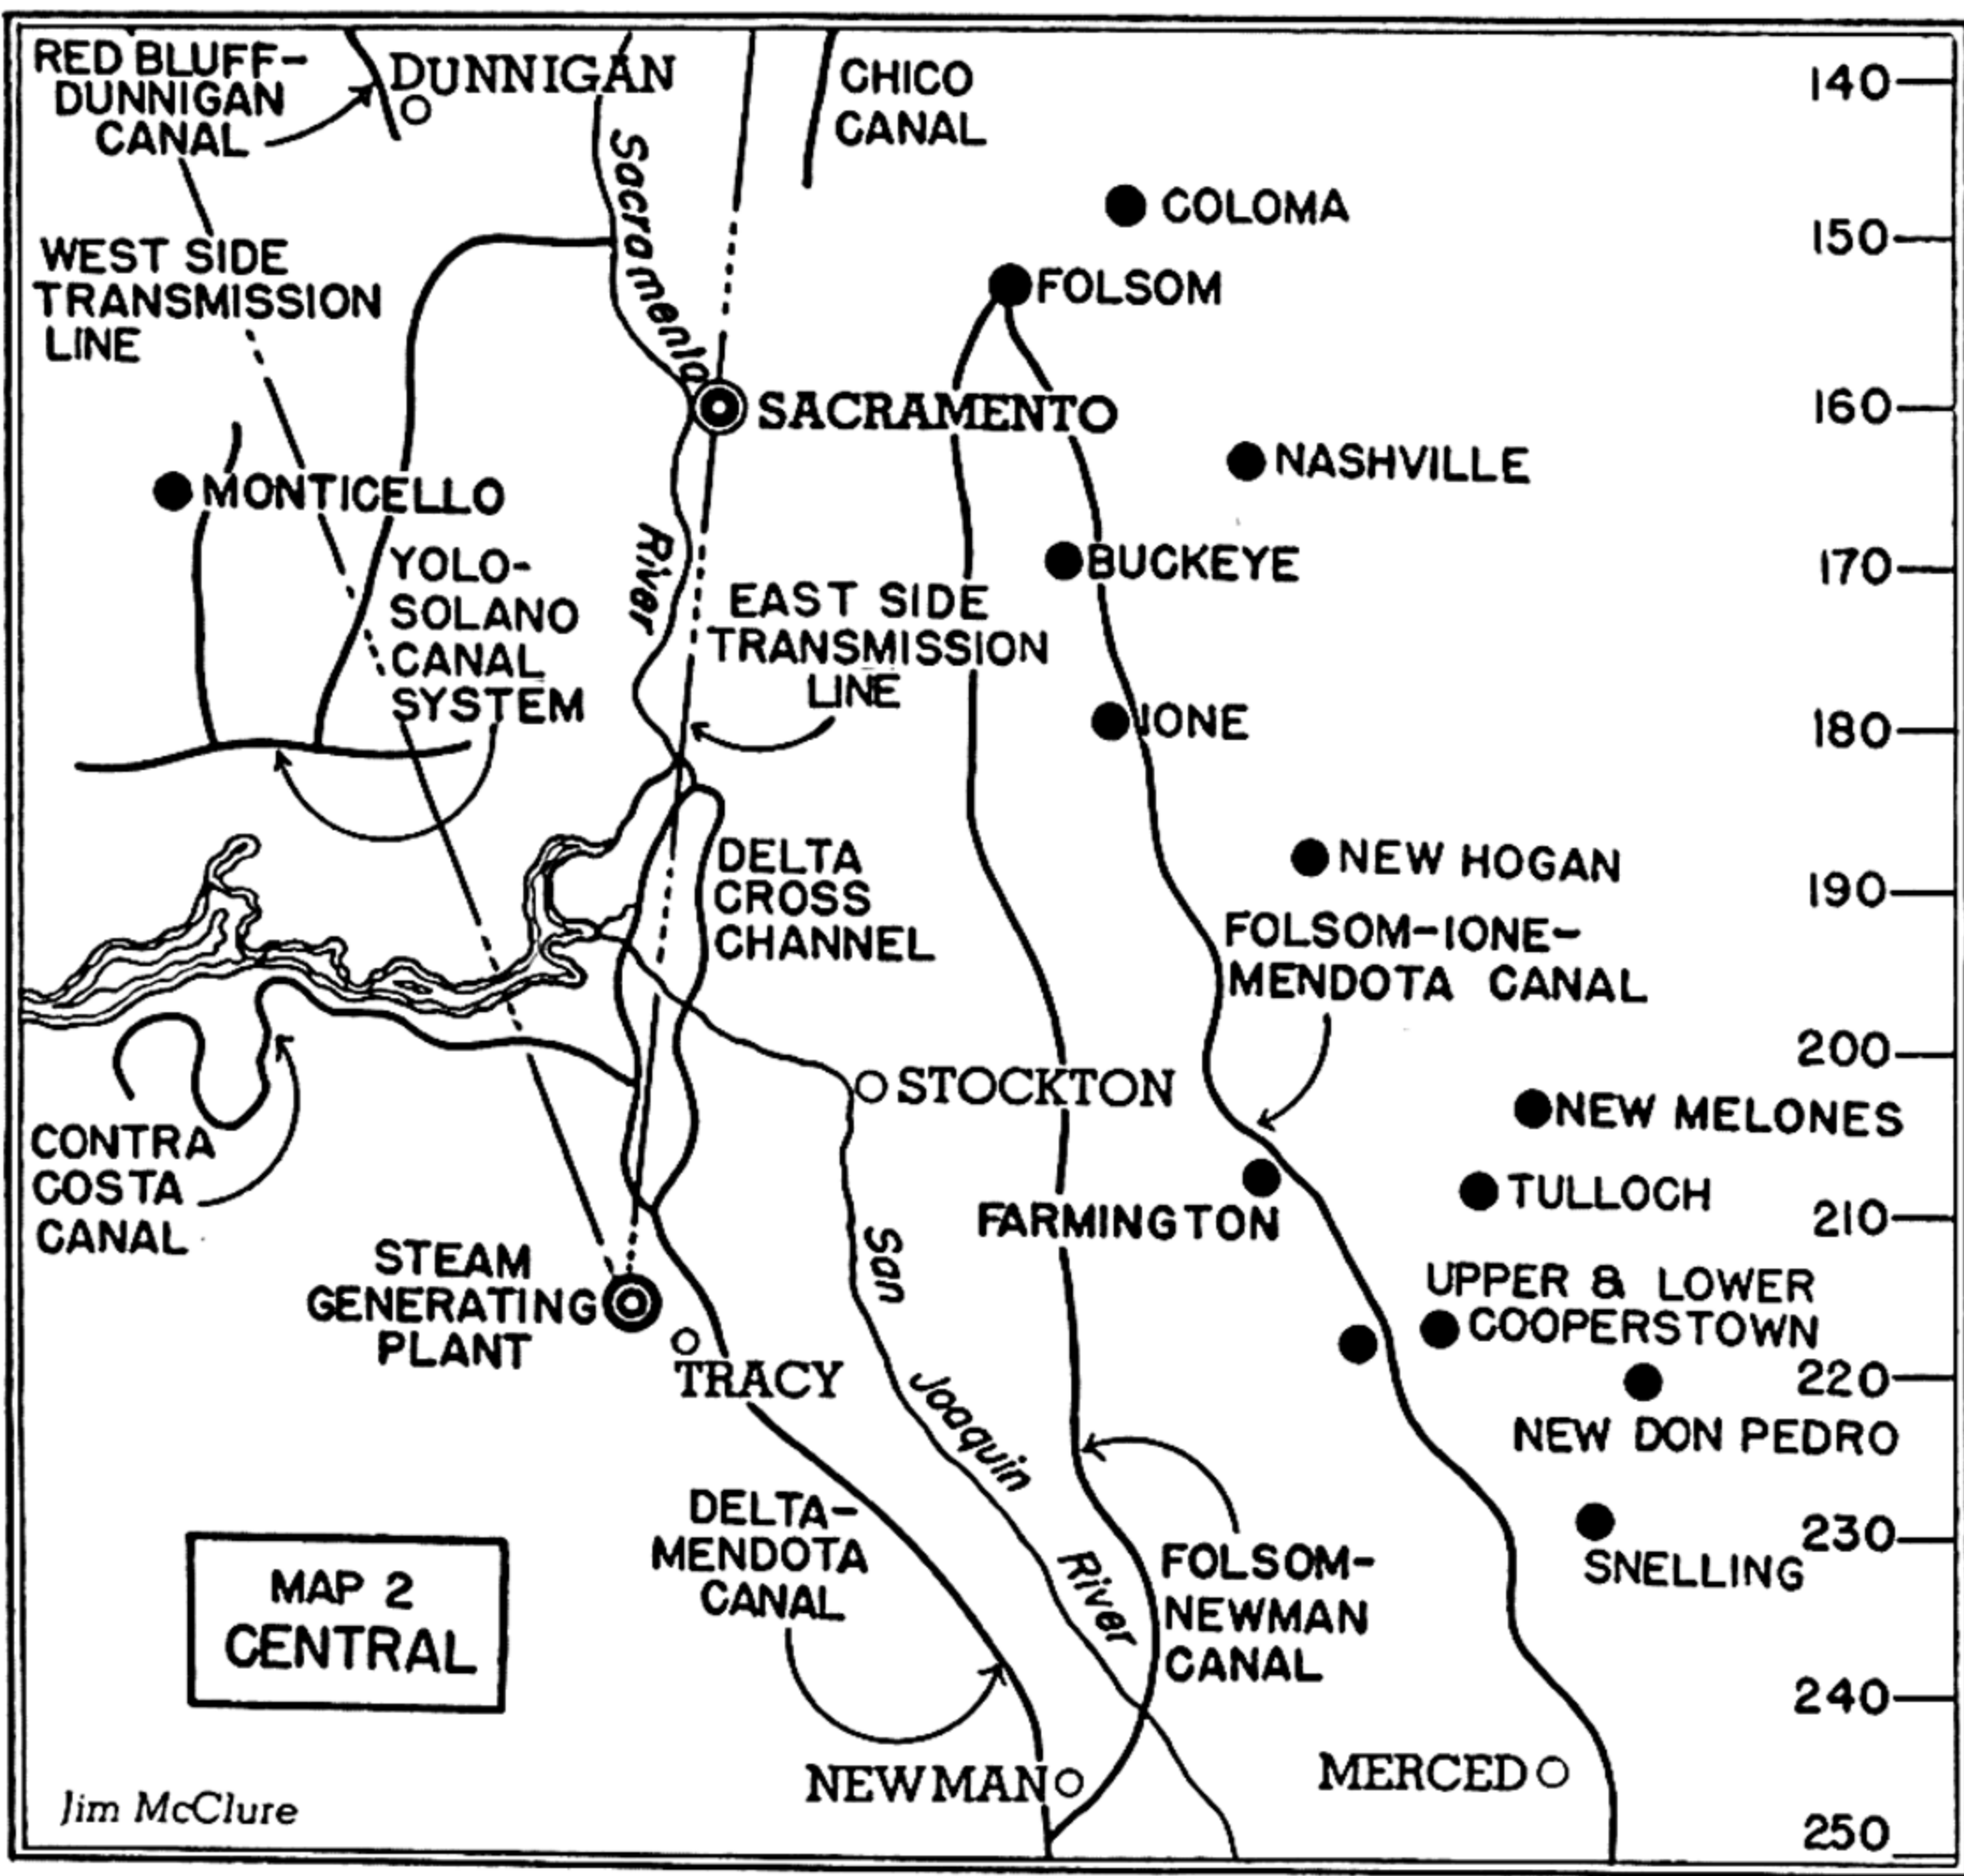 RED BLUFF-
DUNNIGAN
CANAL
DUNNIGAN
CHICO
CANAL
140
COLOMA
150
WEST SIDE
TRANSMISSION
LINE
Sacramento
FOLSOM
SACRAMENTO
160
NASHVILLE
MONTICELLO
River
BUCKEYE
170
YOLO-
SOLANO
CANAL
SYSTEM
EAST SIDE
TRANSMISSION
LINE
IONE
180
DELTA
CROSS
CHANNEL
NEW HOGAN
190
FOLSOM-IONE-
MENDOTA CANAL
200
STOCKTON
NEW MELONES
CONTRA
COSTA
CANAL
TULLOCH
210
FARMINGTON
San
STEAM
GENERATING
PLANT
UPPER & LOWER
COOPERSTOWN
TRACY
220
Joaquin
NEW DON PEDRO
DELTA-
MENDOTA
CANAL
230
SNELLING
River
FOLSOM-
NEWMAN
CANAL
MAP 2
CENTRAL
240
NEWMAN
MERCED
Jim McClure
250